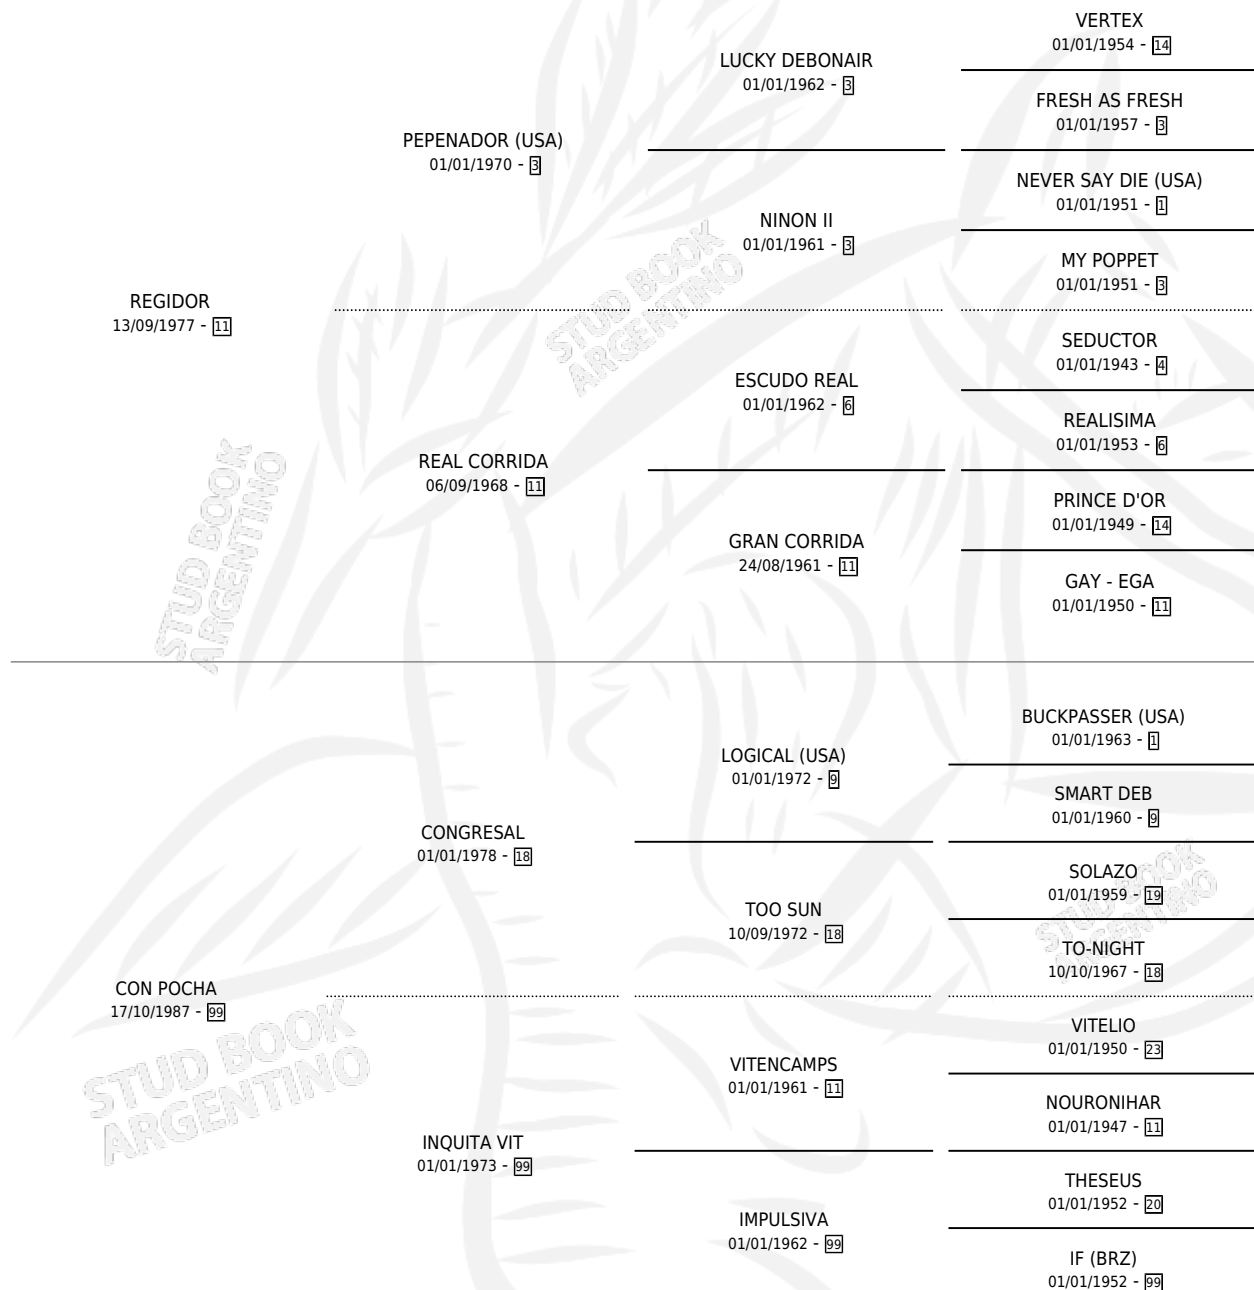 VERTEX
01/01/1954 - 14
LUCKY DEBONAIR
01/01/1962 - 3
FRESH AS FRESH
01/01/1957 - 3
PEPENADOR (USA)
01/01/1970 - 3
NEVER SAY DIE (USA)
01/01/1951 - 1
NINON II
01/01/1961 - 3
MY POPPET
01/01/1951 - 3
REGIDOR
13/09/1977 - 11
STUD BOOK
ARGENTINO
SEDUCTOR
01/01/1943 - 4
ESCUDO REAL
01/01/1962 - 6
REALISIMA
01/01/1953 - 6
REAL CORRIDA
06/09/1968 - 11
PRINCE D'OR
01/01/1949 - 14
GRAN CORRIDA
24/08/1961 - 11
GAY - EGA
01/01/1950 - 11
STUD BOOK
ARGENTINO
BUCKPASSER (USA)
01/01/1963 - 1
LOGICAL (USA)
01/01/1972 - 9
SMART DEB
01/01/1960 - 9
CONGRESAL
01/01/1978 - 18
SOLAZO
01/01/1959 - 19
TOO SUN
10/09/1972 - 18
STUD BOOK
ARGENTINO
TO-NIGHT
10/10/1967 - 18
CON POCHA
17/10/1987 - 99
STUD BOOK
ARGENTINO
VITELIO
01/01/1950 - 23
VITENCAMPS
01/01/1961 - 11
NOURONIHAR
01/01/1947 - 11
INQUITA VIT
01/01/1973 - 99
THESEUS
01/01/1952 - 20
IMPULSIVA
01/01/1962 - 99
IF (BRZ)
01/01/1952 - 99